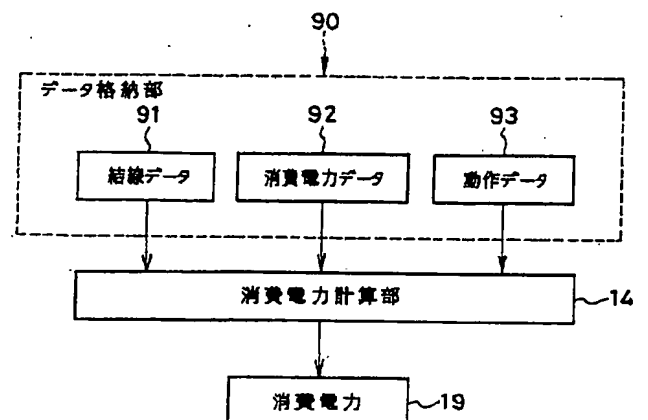 90
データ格納部
91 92 93
結線データ 消費電力データ 動作データ
消費電力計算部 14
消費電力 19